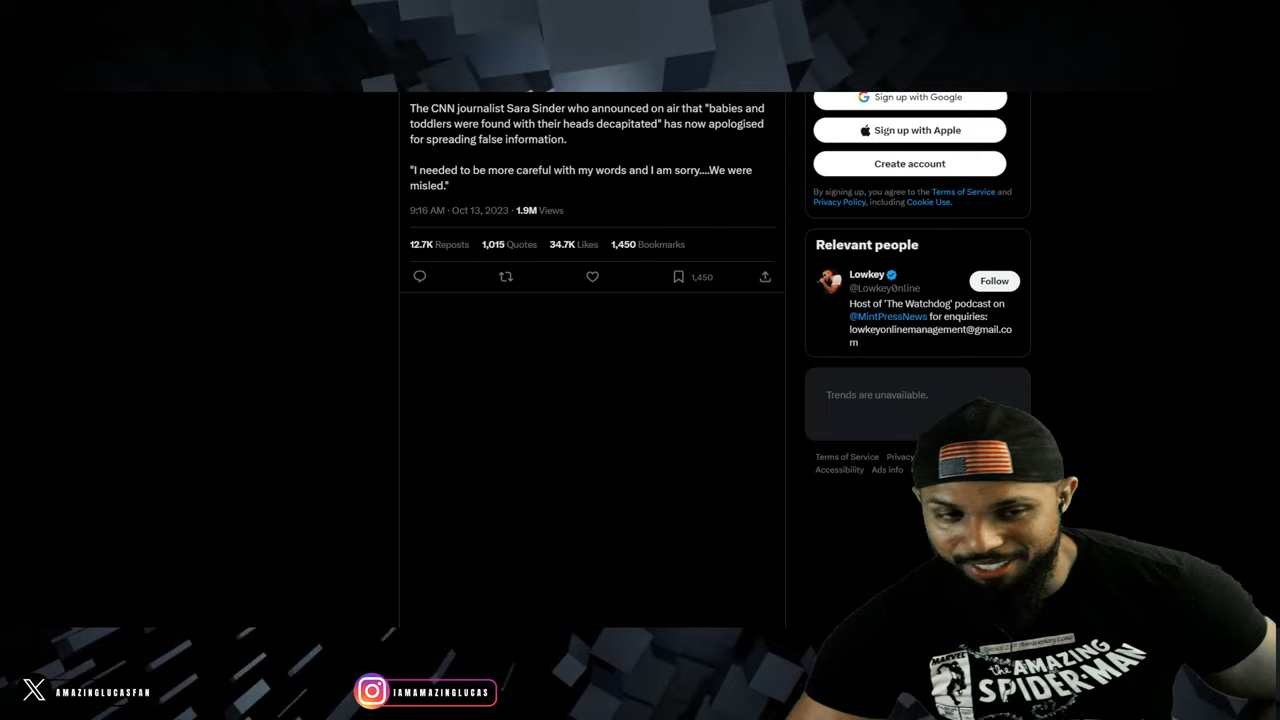 The CNN journalist Sara Sinder who announced on air that "babies and
toddlers were found with their heads decapitated" has now apologised
for spreading false information.
"I needed to be more careful with my words and I am sorry....We were
misled."
9:16 AM · Oct 13, 2023 · 1.9M Views
12.7K Reposts 1,015 Quotes 34.7K Likes 1,450 Bookmarks
1,450
Sign up with Google
Sign up with Apple
Create account
By signing up, you agree to the Terms of Service and
Privacy Policy, including Cookie Use.
Relevant people
Lowkey
@Lowkey0nline
Follow
Host of 'The Watchdog' podcast on
@MintPressNews for enquiries:
lowkeyonlinemanagement@gmail.co
m
Trends are unavailable.
Terms of Service Privacy
Accessibility Ads info
MARVEL
the AMAZING
SPIDER-MAN
AMAZINGLUCASFAN
IAMAMAZINGLUCAS